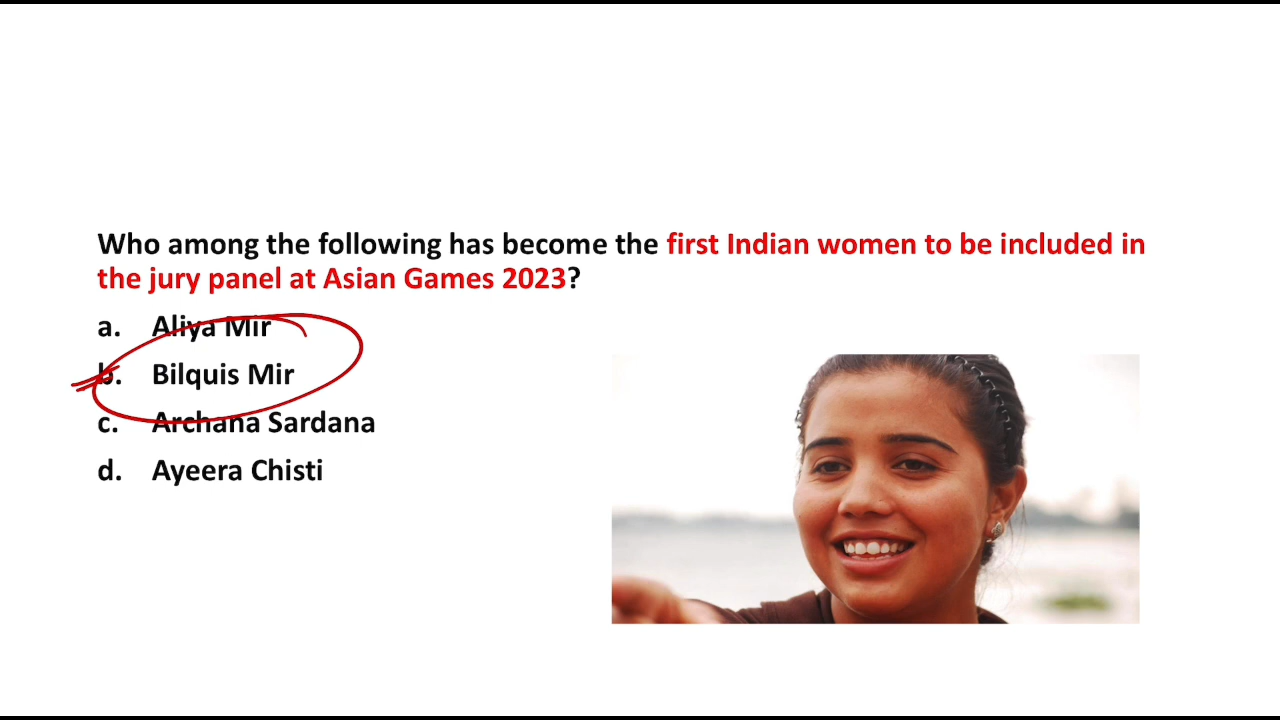 Who among the following has become the first Indian women to be included in
the jury panel at Asian Games 2023?
a. Aliya Mir
b. Bilquis Mir
c. Archana Sardana
d. Ayeera Chisti